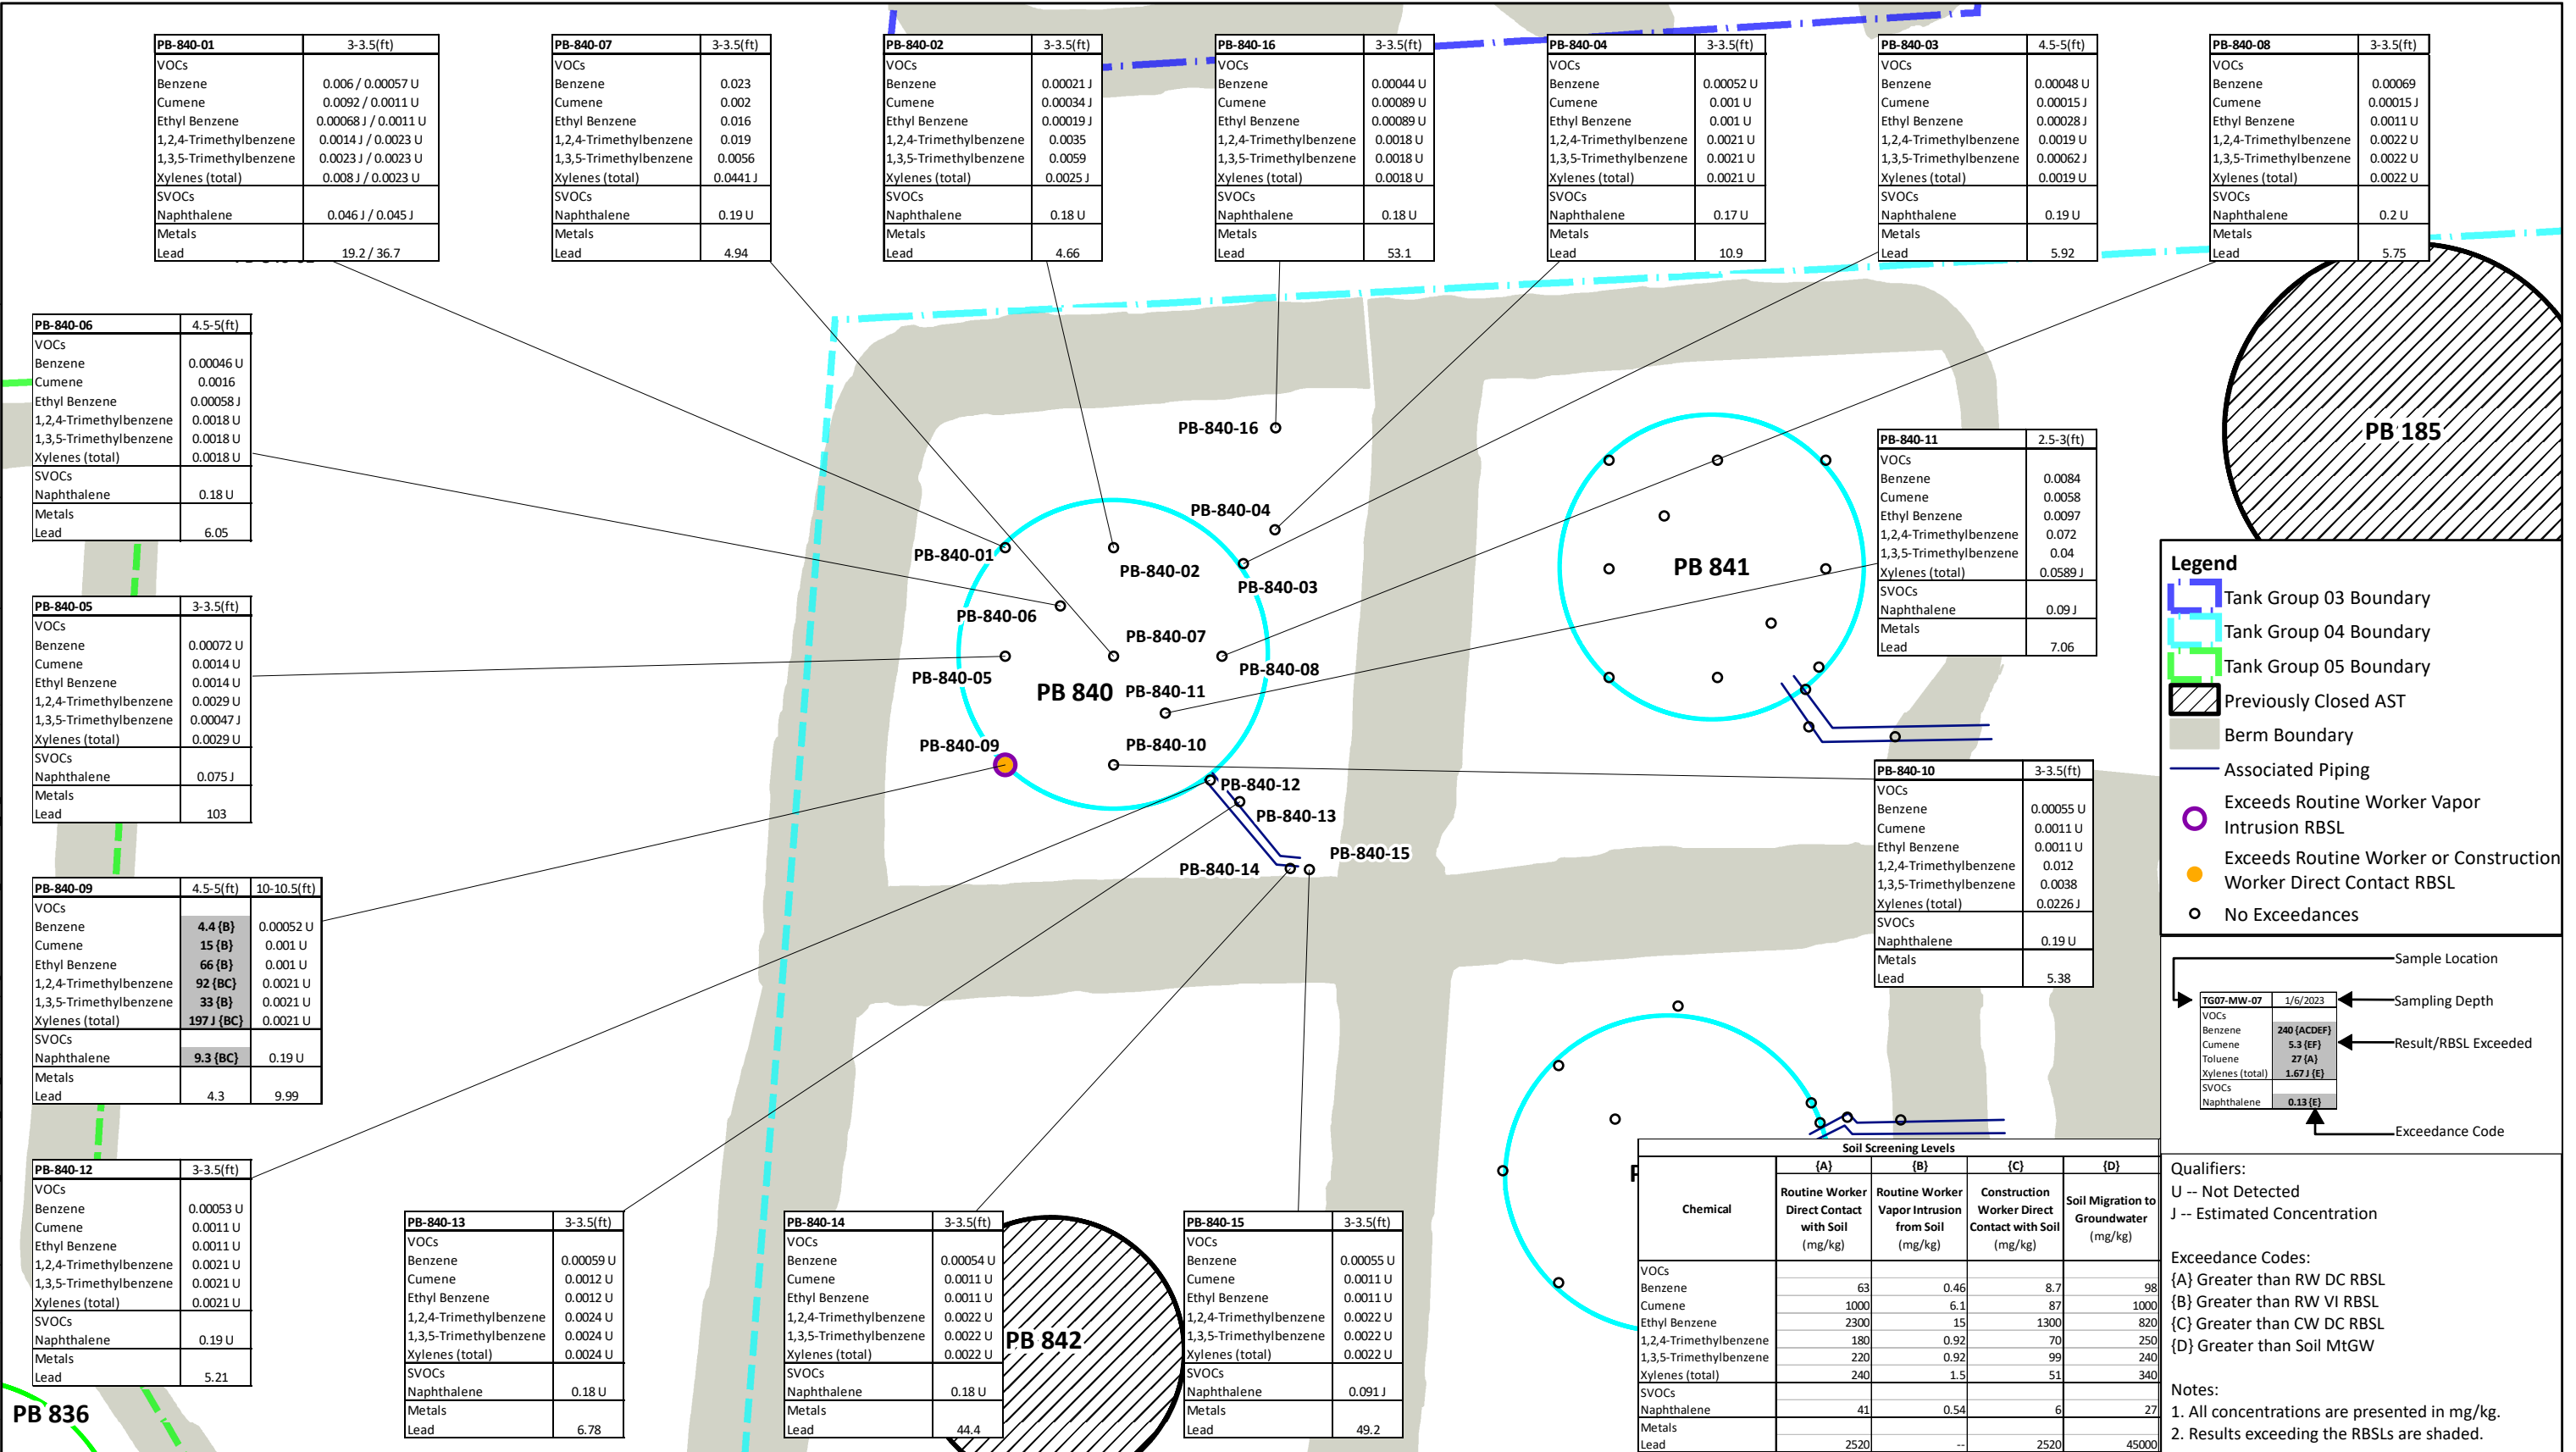 PB-840-01 3-3.5(ft)
VOCs
Benzene 0.006 / 0.00057 U
Cumene 0.0092 / 0.0011 U
Ethyl Benzene 0.00068 J / 0.0011 U
1,2,4-Trimethylbenzene 0.0014 J / 0.0023 U
1,3,5-Trimethylbenzene 0.0023 J / 0.0023 U
Xylenes (total) 0.008 J / 0.0023 U
SVOCs
Naphthalene 0.046 J / 0.045 J
Metals
Lead 19.2 / 36.7
PB-840-07 3-3.5(ft)
VOCs
Benzene 0.023
Cumene 0.002
Ethyl Benzene 0.016
1,2,4-Trimethylbenzene 0.019
1,3,5-Trimethylbenzene 0.0056
Xylenes (total) 0.0441 J
SVOCs
Naphthalene 0.19 U
Metals
Lead 4.94
PB-840-02 3-3.5(ft)
VOCs
Benzene 0.00021 J
Cumene 0.00034 J
Ethyl Benzene 0.00019 J
1,2,4-Trimethylbenzene 0.0035
1,3,5-Trimethylbenzene 0.0059
Xylenes (total) 0.0025 J
SVOCs
Naphthalene 0.18 U
Metals
Lead 4.66
PB-840-16 3-3.5(ft)
VOCs
Benzene 0.00044 U
Cumene 0.00089 U
Ethyl Benzene 0.00089 U
1,2,4-Trimethylbenzene 0.0018 U
1,3,5-Trimethylbenzene 0.0018 U
Xylenes (total) 0.0018 U
SVOCs
Naphthalene 0.18 U
Metals
Lead 53.1
PB-840-04 3-3.5(ft)
VOCs
Benzene 0.00052 U
Cumene 0.001 U
Ethyl Benzene 0.001 U
1,2,4-Trimethylbenzene 0.0021 U
1,3,5-Trimethylbenzene 0.0021 U
Xylenes (total) 0.0021 U
SVOCs
Naphthalene 0.17 U
Metals
Lead 10.9
PB-840-03 4.5-5(ft)
VOCs
Benzene 0.00048 U
Cumene 0.00015 J
Ethyl Benzene 0.00028 J
1,2,4-Trimethylbenzene 0.0019 U
1,3,5-Trimethylbenzene 0.00062 J
Xylenes (total) 0.0019 U
SVOCs
Naphthalene 0.19 U
Metals
Lead 5.92
PB-840-08 3-3.5(ft)
VOCs
Benzene 0.00069
Cumene 0.00015 J
Ethyl Benzene 0.0011 U
1,2,4-Trimethylbenzene 0.0022 U
1,3,5-Trimethylbenzene 0.0022 U
Xylenes (total) 0.0022 U
SVOCs
Naphthalene 0.2 U
Metals
Lead 5.75
PB-840-06 4.5-5(ft)
VOCs
Benzene 0.00046 U
Cumene 0.0016
Ethyl Benzene 0.00058 J
1,2,4-Trimethylbenzene 0.0018 U
1,3,5-Trimethylbenzene 0.0018 U
Xylenes (total) 0.0018 U
SVOCs
Naphthalene 0.18 U
Metals
Lead 6.05
PB-840-05 3-3.5(ft)
VOCs
Benzene 0.00072 U
Cumene 0.0014 U
Ethyl Benzene 0.0014 U
1,2,4-Trimethylbenzene 0.0029 U
1,3,5-Trimethylbenzene 0.00047 J
Xylenes (total) 0.0029 U
SVOCs
Naphthalene 0.075 J
Metals
Lead 103
PB-840-09 4.5-5(ft) 10-10.5(ft)
VOCs
Benzene 4.4 {B} 0.00052 U
Cumene 15 {B} 0.001 U
Ethyl Benzene 66 {B} 0.001 U
1,2,4-Trimethylbenzene 92 {BC} 0.0021 U
1,3,5-Trimethylbenzene 33 {B} 0.0021 U
Xylenes (total) 197 J {BC} 0.0021 U
SVOCs
Naphthalene 9.3 {BC} 0.19 U
Metals
Lead 4.3 9.99
PB-840-12 3-3.5(ft)
VOCs
Benzene 0.00053 U
Cumene 0.0011 U
Ethyl Benzene 0.0011 U
1,2,4-Trimethylbenzene 0.0021 U
1,3,5-Trimethylbenzene 0.0021 U
Xylenes (total) 0.0021 U
SVOCs
Naphthalene 0.19 U
Metals
Lead 5.21
PB 836
PB-840-16
PB-840-04
PB-840-01
PB-840-02
PB-840-03
PB-840-06
PB-840-07
PB-840-08
PB-840-05
PB 840
PB-840-11
PB-840-09
PB-840-10
PB-840-12
PB-840-13
PB-840-14
PB-840-15
PB 841
PB 185
PB-840-11 2.5-3(ft)
VOCs
Benzene 0.0084
Cumene 0.0058
Ethyl Benzene 0.0097
1,2,4-Trimethylbenzene 0.072
1,3,5-Trimethylbenzene 0.04
Xylenes (total) 0.0589 J
SVOCs
Naphthalene 0.09 J
Metals
Lead 7.06
PB-840-10 3-3.5(ft)
VOCs
Benzene 0.00055 U
Cumene 0.0011 U
Ethyl Benzene 0.0011 U
1,2,4-Trimethylbenzene 0.012
1,3,5-Trimethylbenzene 0.0038
Xylenes (total) 0.0226 J
SVOCs
Naphthalene 0.19 U
Metals
Lead 5.38
PB-840-13 3-3.5(ft)
VOCs
Benzene 0.00059 U
Cumene 0.0012 U
Ethyl Benzene 0.0012 U
1,2,4-Trimethylbenzene 0.0024 U
1,3,5-Trimethylbenzene 0.0024 U
Xylenes (total) 0.0024 U
SVOCs
Naphthalene 0.18 U
Metals
Lead 6.78
PB-840-14 3-3.5(ft)
VOCs
Benzene 0.00054 U
Cumene 0.0011 U
Ethyl Benzene 0.0011 U
1,2,4-Trimethylbenzene 0.0022 U
1,3,5-Trimethylbenzene 0.0022 U
Xylenes (total) 0.0022 U
SVOCs
Naphthalene 0.18 U
Metals
Lead 44.4
PB 842
PB-840-15 3-3.5(ft)
VOCs
Benzene 0.00055 U
Cumene 0.0011 U
Ethyl Benzene 0.0011 U
1,2,4-Trimethylbenzene 0.0022 U
1,3,5-Trimethylbenzene 0.0022 U
Xylenes (total) 0.0022 U
SVOCs
Naphthalene 0.091 J
Metals
Lead 49.2
Soil Screening Levels
{A} {B} {C} {D}
Chemical
Routine Worker Direct Contact with Soil (mg/kg)
Routine Worker Vapor Intrusion from Soil (mg/kg)
Construction Worker Direct Contact with Soil (mg/kg)
Soil Migration to Groundwater (mg/kg)
VOCs
Benzene 63 0.46 8.7 98
Cumene 1000 6.1 87 1000
Ethyl Benzene 2300 15 1300 820
1,2,4-Trimethylbenzene 180 0.92 70 250
1,3,5-Trimethylbenzene 220 0.92 99 240
Xylenes (total) 240 1.5 51 340
SVOCs
Naphthalene 41 0.54 6 27
Metals
Lead 2520 -- 2520 45000
Legend
Tank Group 03 Boundary
Tank Group 04 Boundary
Tank Group 05 Boundary
Previously Closed AST
Berm Boundary
Associated Piping
Exceeds Routine Worker Vapor
Intrusion RBSL
Exceeds Routine Worker or Construction
Worker Direct Contact RBSL
No Exceedances
Sample Location
TG07-MW-07 1/6/2023 Sampling Depth
VOCs
Benzene 240 {ACDEF}
Cumene 5.3 {EF} Result/RBSL Exceeded
Toluene 27 {A}
Xylenes (total) 1.67 J {E}
SVOCs
Naphthalene 0.13 {E}
Exceedance Code
Qualifiers:
U -- Not Detected
J -- Estimated Concentration
Exceedance Codes:
{A} Greater than RW DC RBSL
{B} Greater than RW VI RBSL
{C} Greater than CW DC RBSL
{D} Greater than Soil MtGW
Notes:
1. All concentrations are presented in mg/kg.
2. Results exceeding the RBSLs are shaded.